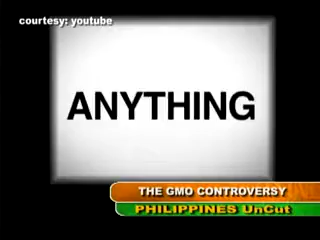 courtesy: youtube
ANYTHING
THE GMO CONTROVERSY
PHILIPPINES UnCut